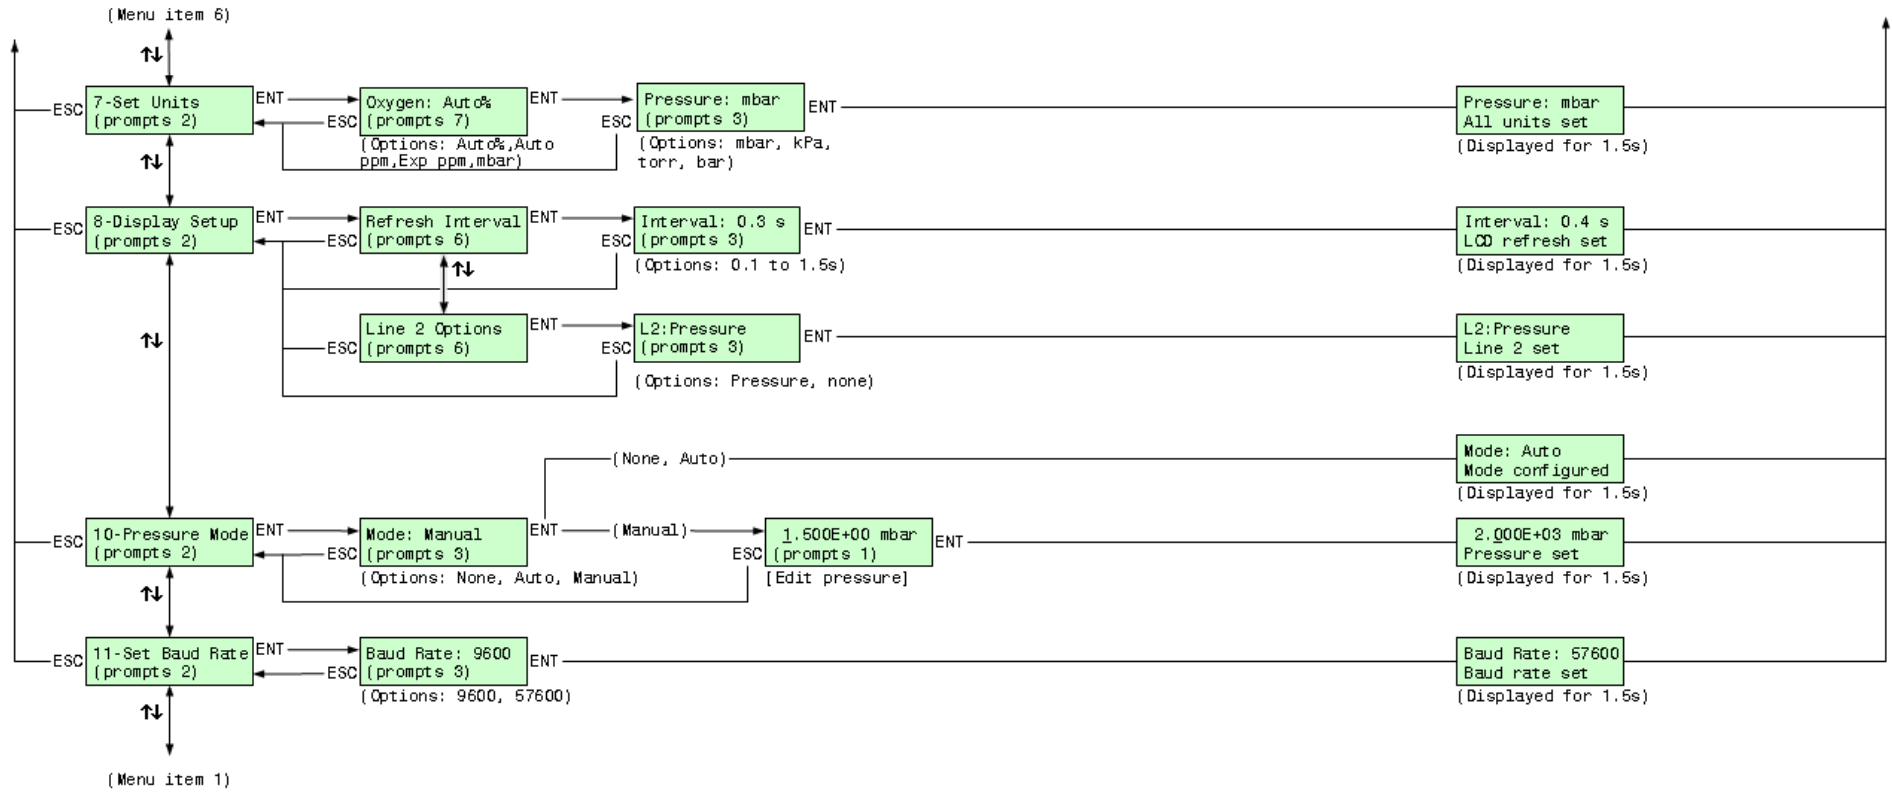 (Menu item 6)
↑↓
ESC
7-Set Units
(prompts 2)
ENT
ESC
Oxygen: Auto%
(prompts 7)
(Options: Auto%,Auto
ppm,Exp ppm,mbar)
ENT
ESC
Pressure: mbar
(prompts 3)
(Options: mbar, kPa,
torr, bar)
ENT
Pressure: mbar
All units set
(Displayed for 1.5s)
↑↓
ESC
8-Display Setup
(prompts 2)
ENT
ESC
Refresh Interval
(prompts 6)
ENT
ESC
Interval: 0.3 s
(prompts 3)
(Options: 0.1 to 1.5s)
ENT
Interval: 0.4 s
LCD refresh set
(Displayed for 1.5s)
↑↓
ESC
Line 2 Options
(prompts 6)
ENT
ESC
L2:Pressure
(prompts 3)
(Options: Pressure, none)
ENT
L2:Pressure
Line 2 set
(Displayed for 1.5s)
↑↓
(None, Auto)
Mode: Auto
Mode configured
(Displayed for 1.5s)
ESC
10-Pressure Mode
(prompts 2)
ENT
ESC
Mode: Manual
(prompts 3)
(Options: None, Auto, Manual)
ENT
(Manual)
ESC
1.500E+00 mbar
(prompts 1)
[Edit pressure]
ENT
2.000E+03 mbar
Pressure set
(Displayed for 1.5s)
↑↓
ESC
11-Set Baud Rate
(prompts 2)
ENT
ESC
Baud Rate: 9600
(prompts 3)
(Options: 9600, 57600)
ENT
Baud Rate: 57600
Baud rate set
(Displayed for 1.5s)
↑↓
(Menu item 1)